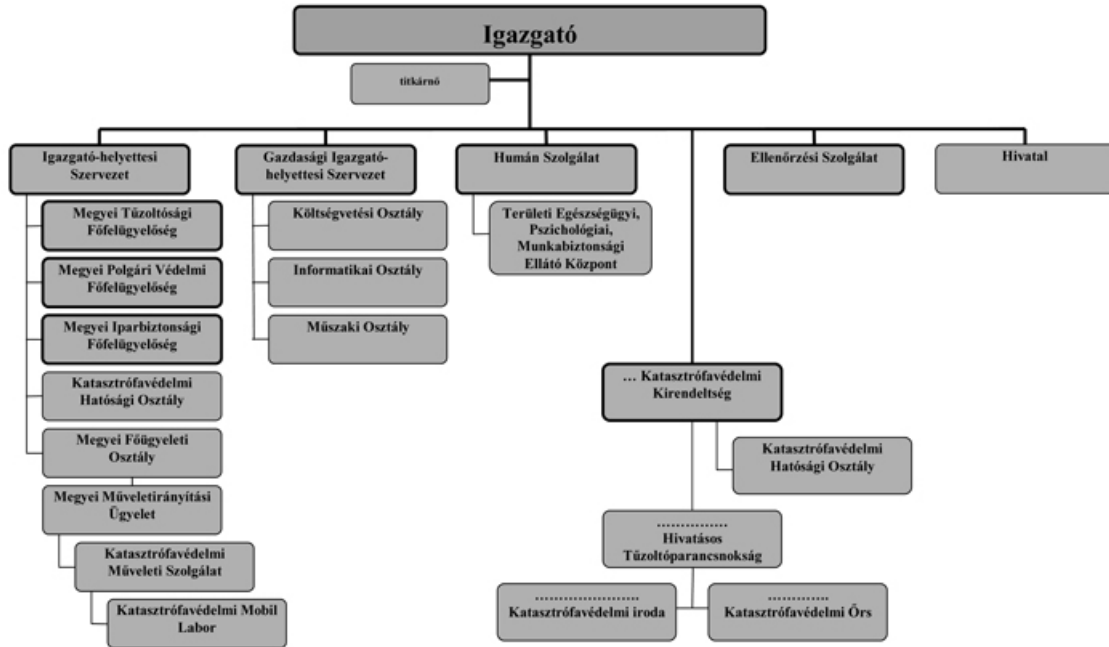 Igazgató
titkárnő
Igazgató-helyettesi
Szervezet
Megyei Tűzoltósági
Főfelügyelőség
Megyei Polgári Védelmi
Főfelügyelőség
Megyei Iparbiztonsági
Főfelügyelőség
Katasztrófavédelmi
Hatósági Osztály
Megyei Főügyeleti
Osztály
Megyei Műveletirányítási
Ügyelet
Katasztrófavédelmi
Műveleti Szolgálat
Katasztrófavédelmi Mobil
Labor
Gazdasági Igazgató-
helyettesi Szervezet
Költségvetési Osztály
Informatikai Osztály
Műszaki Osztály
Humán Szolgálat
Területi Egészségügyi,
Pszichológiai,
Munkabiztonsági
Ellátó Központ
... Katasztrófavédelmi
Kirendeltség
Katasztrófavédelmi
Hatósági Osztály
...............
Hivatásos
Tűzoltóparancsnokság
......................
Katasztrófavédelmi iroda
.............
Katasztrófavédelmi Őrs
Ellenőrzési Szolgálat
Hivatal